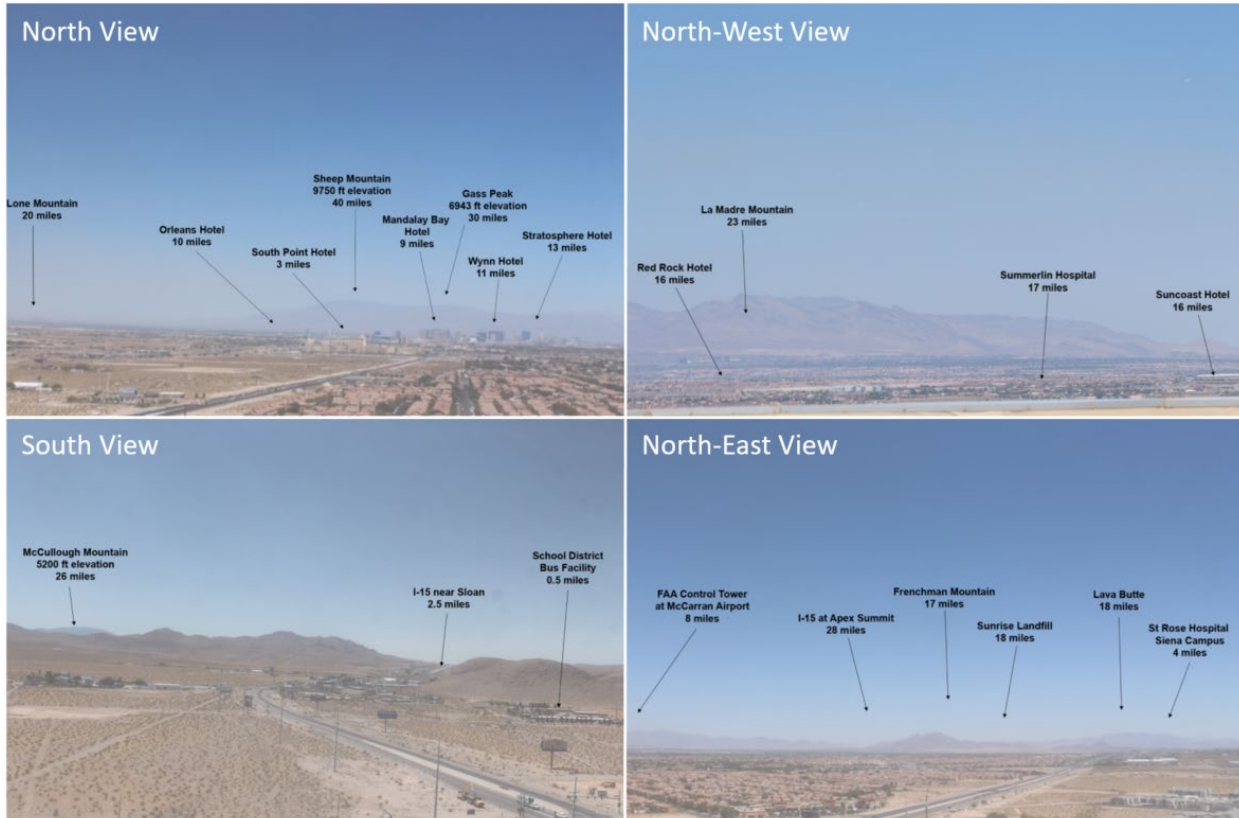 North View
Sheep Mountain
9750 ft elevation
40 miles
Gass Peak
6943 ft elevation
30 miles
Lone Mountain
20 miles
Mandalay Bay
Hotel
9 miles
Orleans Hotel
10 miles
Stratosphere Hotel
13 miles
South Point Hotel
3 miles
Wynn Hotel
11 miles
North-West View
La Madre Mountain
23 miles
Red Rock Hotel
16 miles
Summerlin Hospital
17 miles
Suncoast Hotel
16 miles
South View
McCullough Mountain
5200 ft elevation
26 miles
School District
Bus Facility
0.5 miles
I-15 near Sloan
2.5 miles
North-East View
FAA Control Tower
at McCarran Airport
8 miles
I-15 at Apex Summit
28 miles
Frenchman Mountain
17 miles
Sunrise Landfill
18 miles
Lava Butte
18 miles
St Rose Hospital
Siena Campus
4 miles